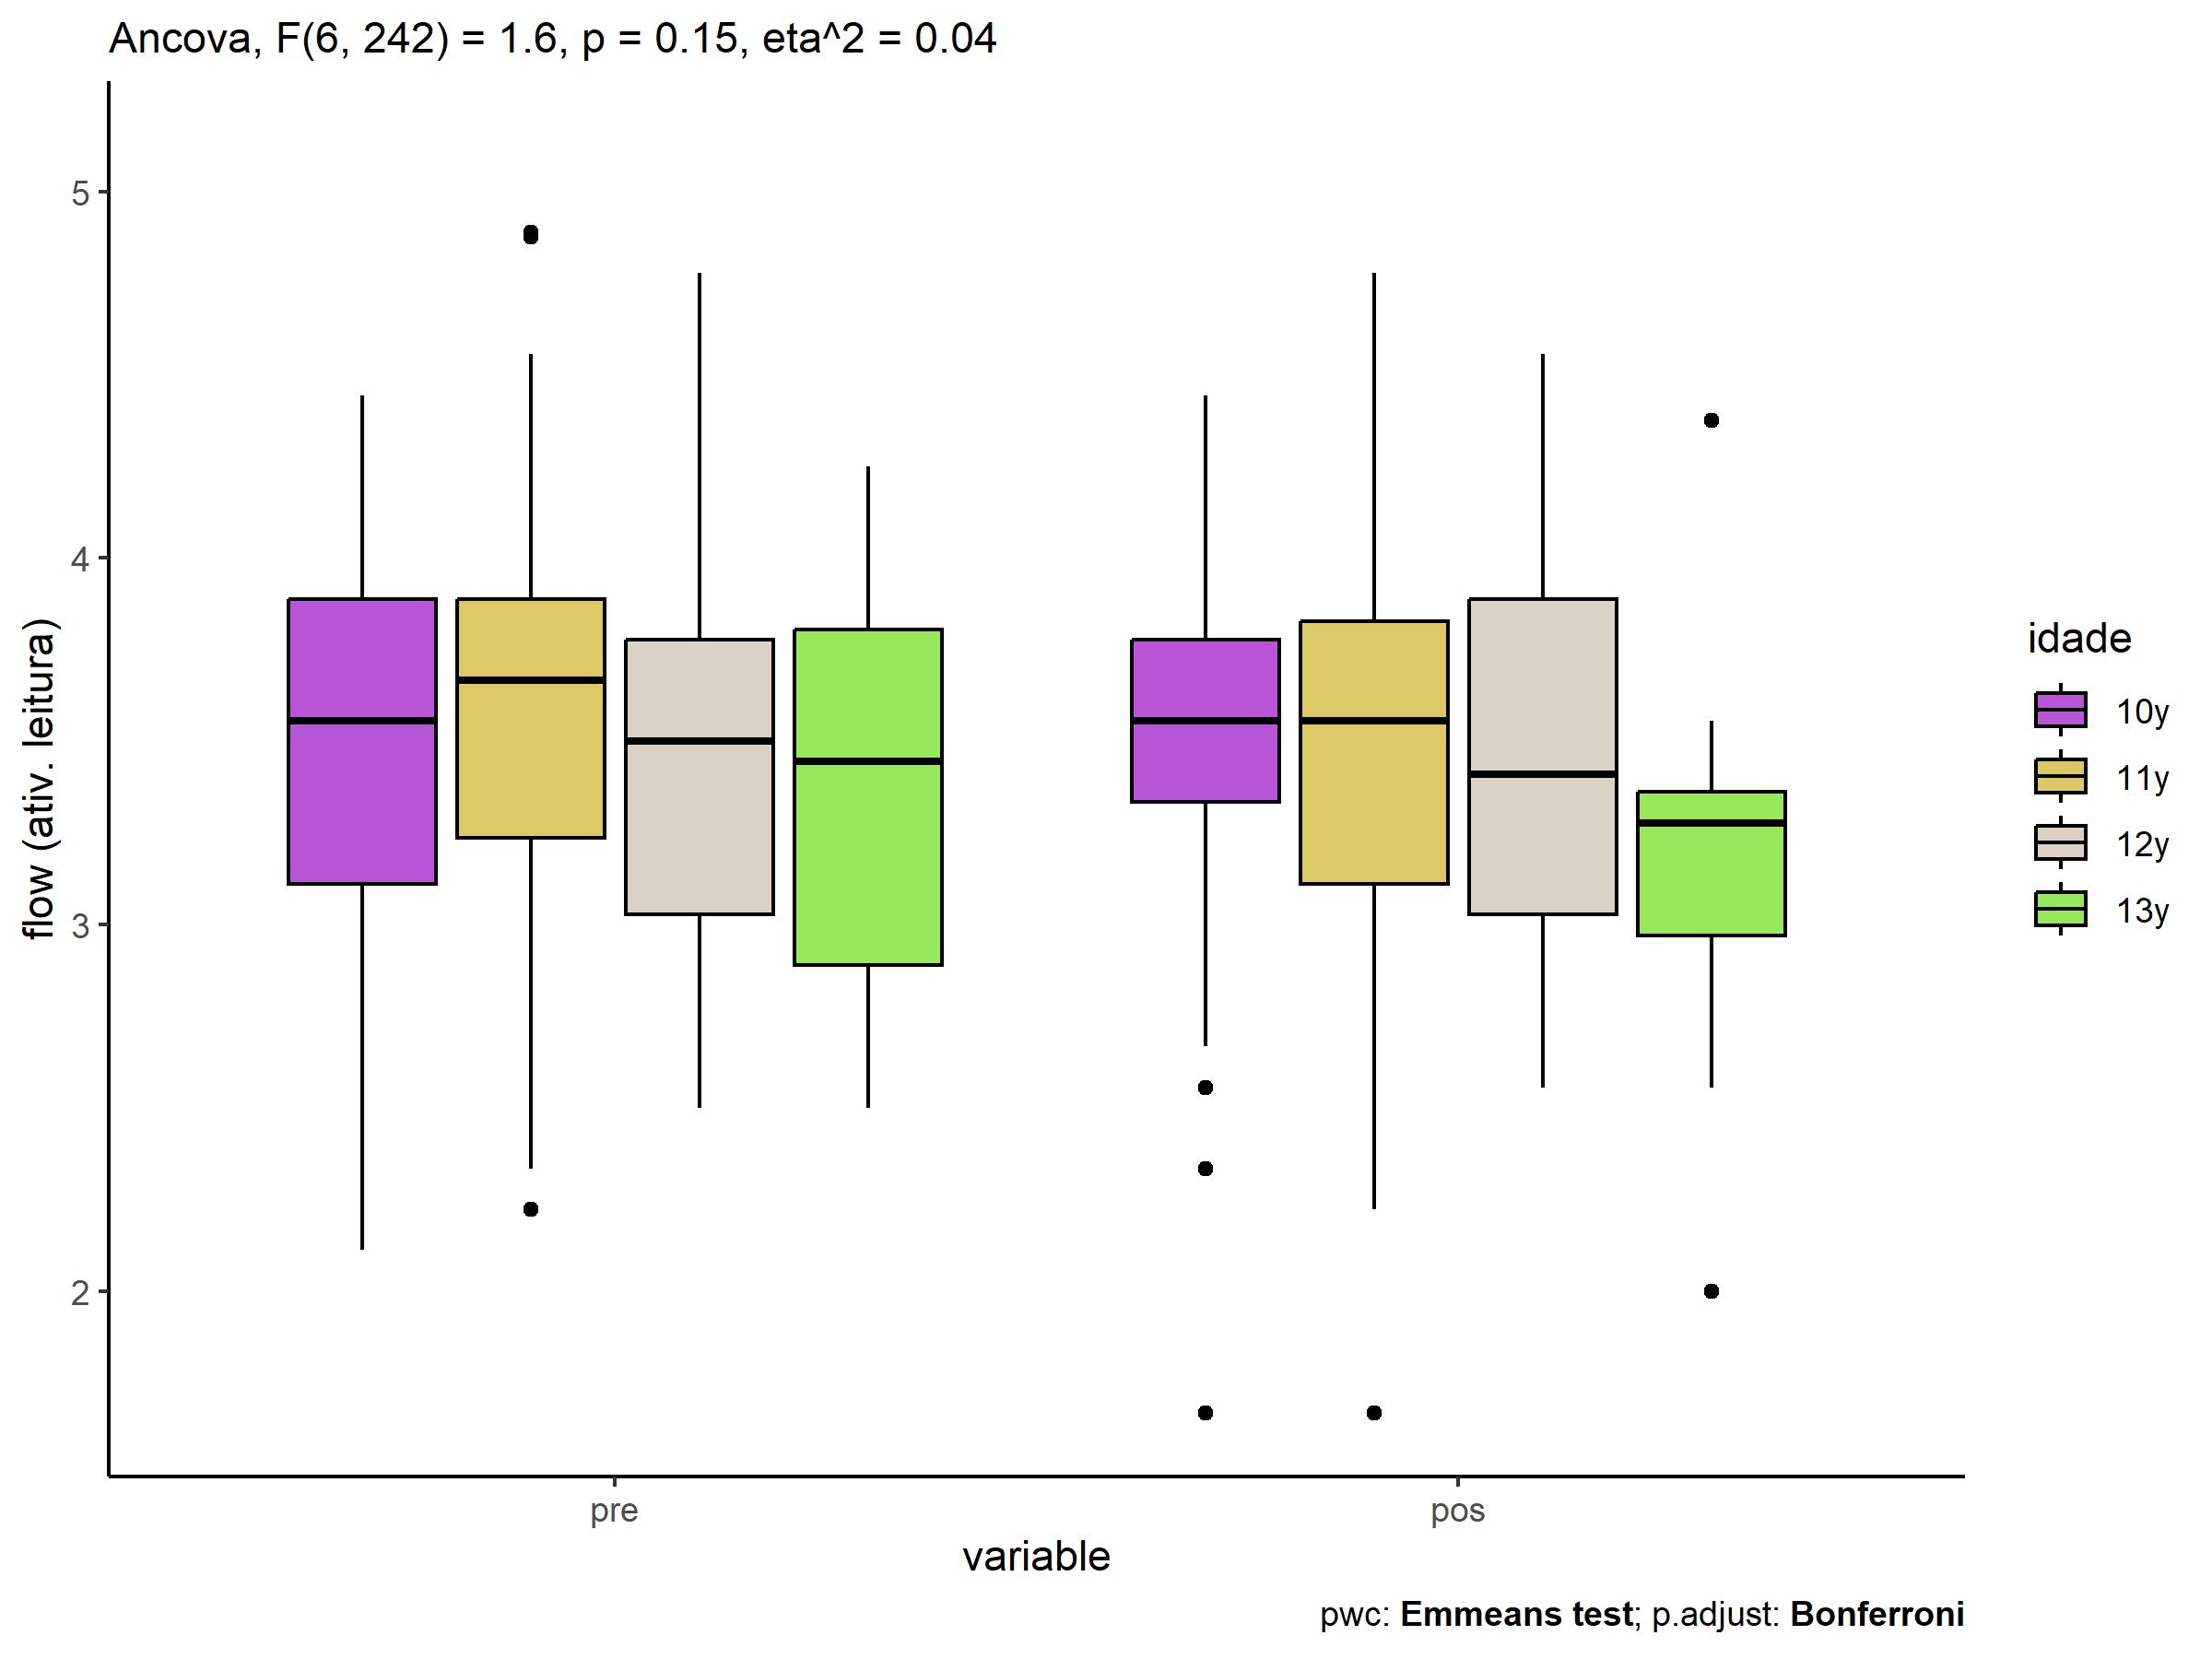 Ancova, F(6, 242) = 1.6, p = 0.15, eta^2 = 0.04
flow (ativ. leitura)
5
4
3
2
pre
pos
variable
idade
10y
11y
12y
13y
pwc: Emmeans test; p.adjust: Bonferroni